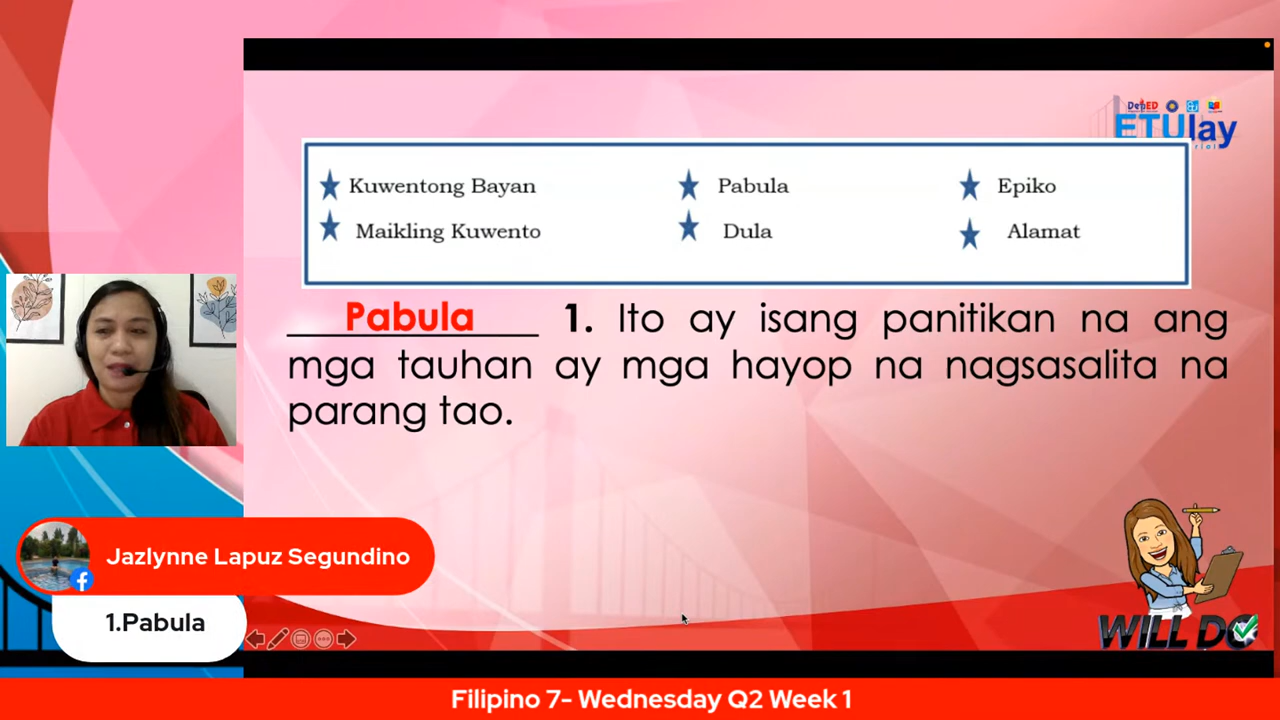 DepED
ETUlay
Kuwentong Bayan
Pabula
Epiko
Maikling Kuwento
Dula
Alamat
Pabula 1. Ito ay isang panitikan na ang
mga tauhan ay mga hayop na nagsasalita na
parang tao.
Jazlynne Lapuz Segundino
1.Pabula
WILL DO
Filipino 7- Wednesday Q2 Week 1